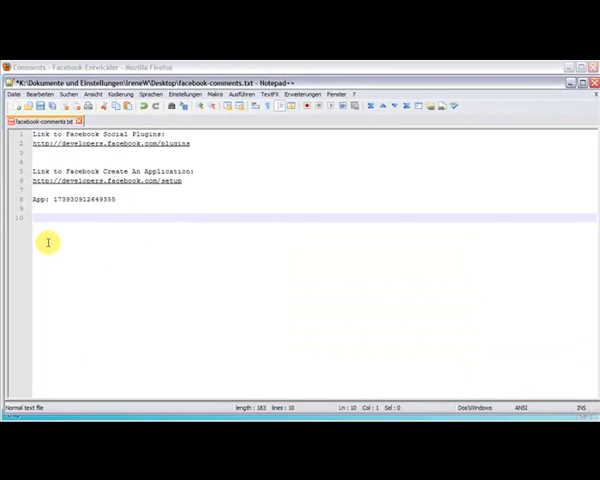 Comments - Facebook-Entwickler - Mozilla Firefox
*K:\Dokumente und Einstellungen\IreneW\Desktop\facebook-comments.txt - Notepad++
Datei Bearbeiten Suchen Ansicht Kodierung Sprachen Einstellungen Makro Ausführen TextFX Erweiterungen Fenster ?
facebook-comments.txt
1 Link to Facebook Social Plugins:
2 http://developers.facebook.com/plugins
3
4
5 Link to Facebook Create An Application:
6 http://developers.facebook.com/setup
7
8 App: 173930912649355
9
10
Normal text file length : 183 lines : 10 Ln : 10 Col : 1 Sel : 0 Dos\Windows ANSI INS